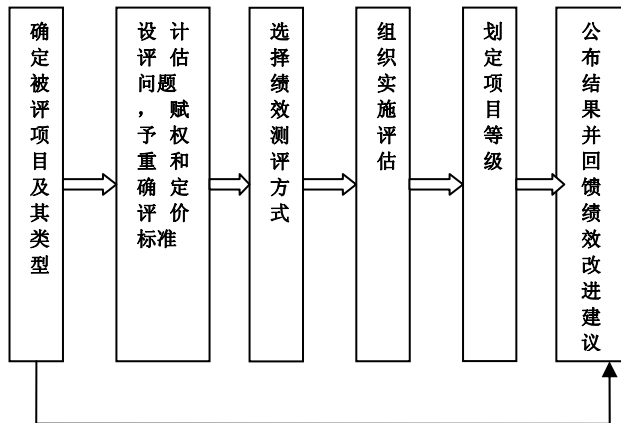 确定被评项目及其类型
设计
评估
问题
，赋
予权
重和
确定
评价
标准
选择绩效测评方式
组织实施评估
划定项目等级
公布结果并回馈绩效改进建议